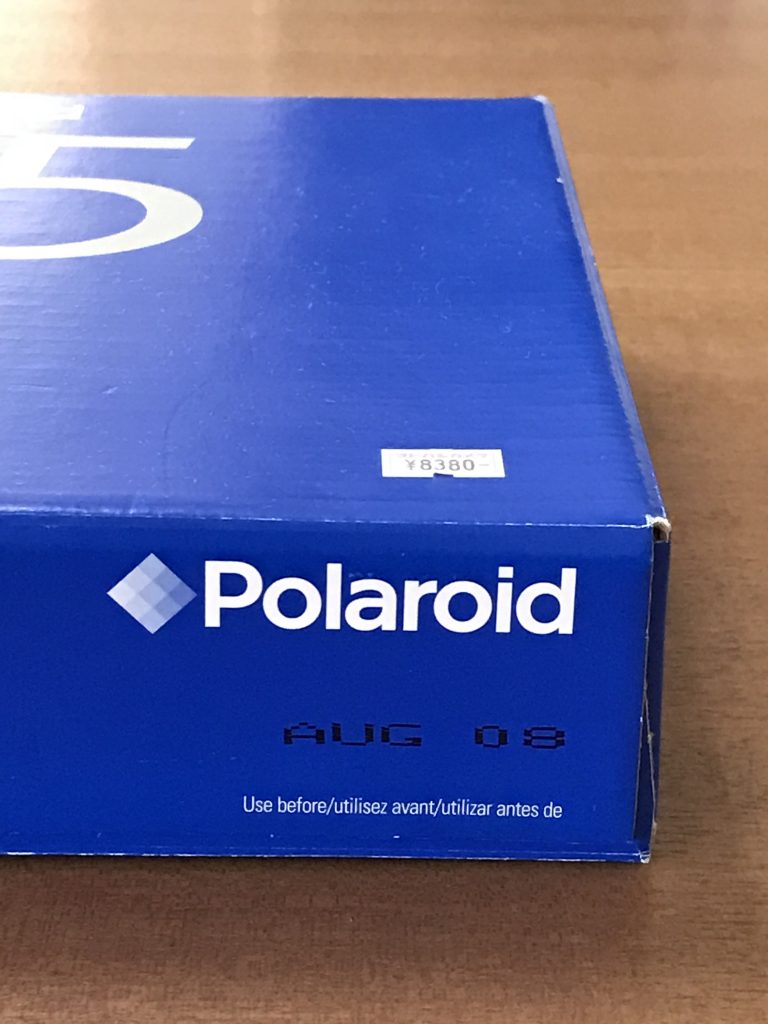 5
¥8380-
Polaroid
AUG 08
Use before/utilisez avant/utilizar antes de